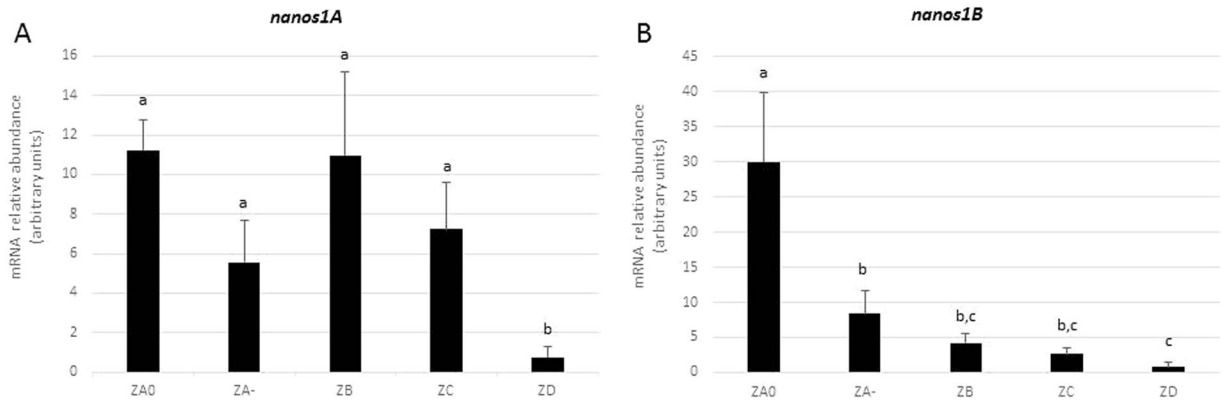 A
nanos1A
mRNA relative abundance
(arbitrary units)
16
14
12
10
8
6
4
2
0
a
a
a
a
b
ZA0
ZA-
ZB
ZC
ZD
B
nanos1B
mRNA relative abundance
(arbitrary units)
45
40
35
30
25
20
15
10
5
0
a
b
b,c
b,c
c
ZA0
ZA-
ZB
ZC
ZD